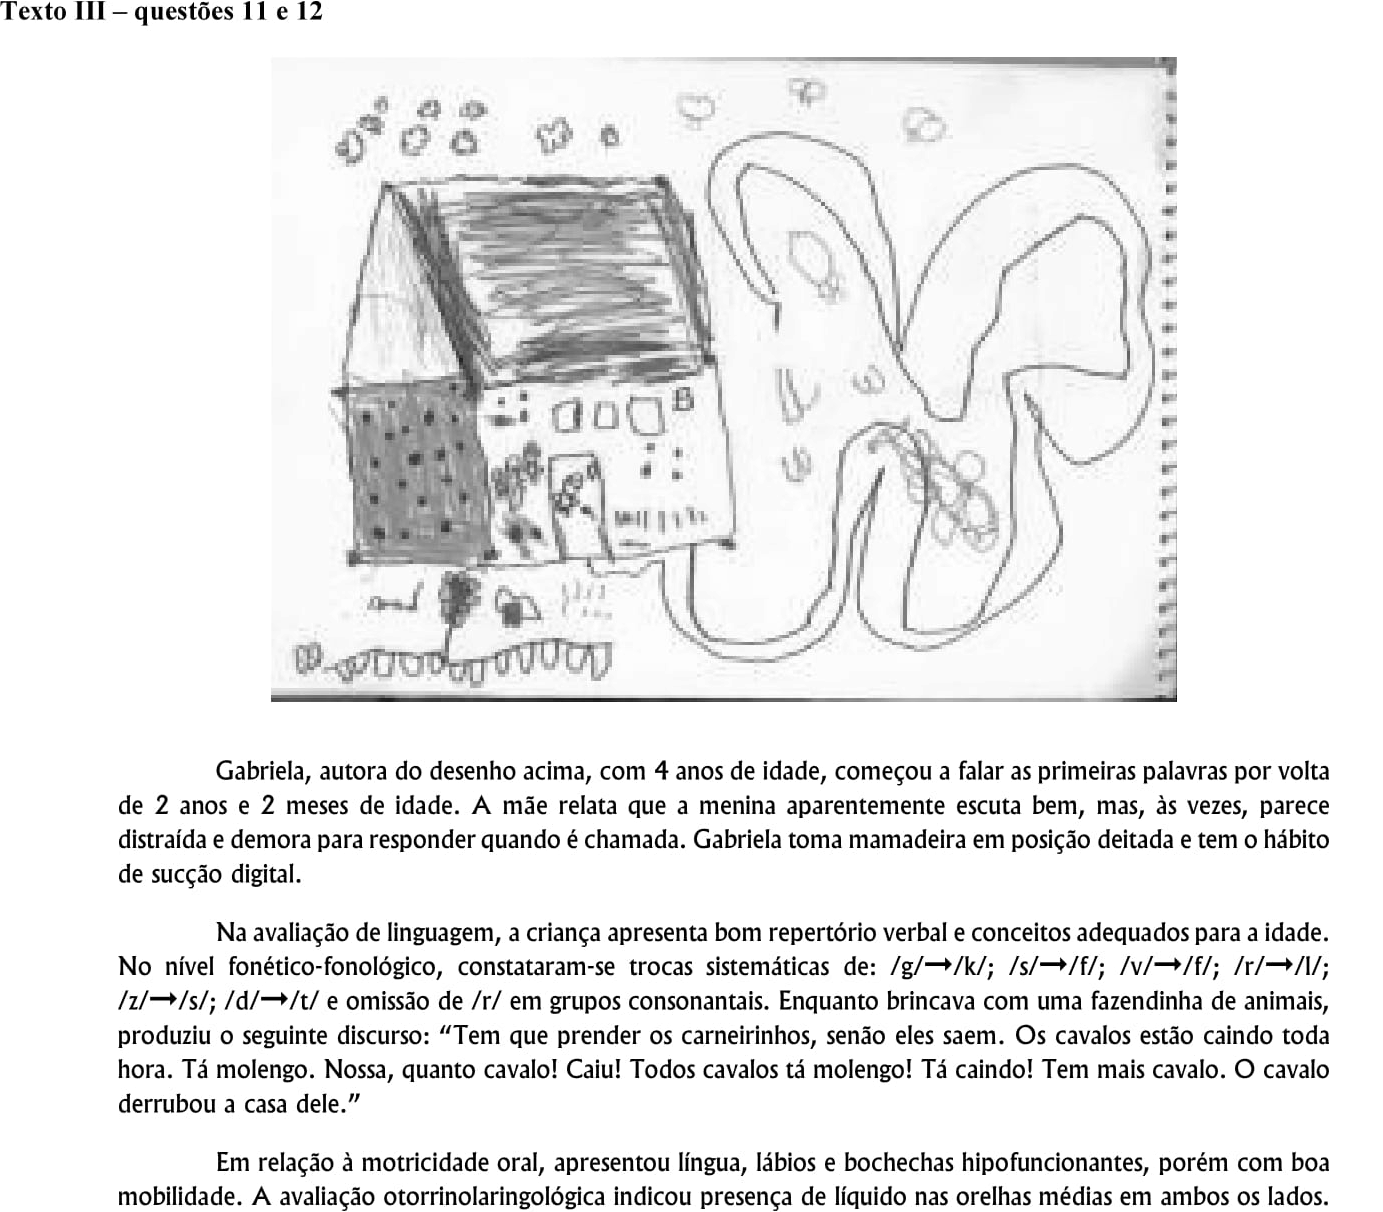 Texto III – questões 11 e 12
Gabriela, autora do desenho acima, com 4 anos de idade, começou a falar as primeiras palavras por volta
de 2 anos e 2 meses de idade. A mãe relata que a menina aparentemente escuta bem, mas, às vezes, parece
distraída e demora para responder quando é chamada. Gabriela toma mamadeira em posição deitada e tem o hábito
de sucção digital.
Na avaliação de linguagem, a criança apresenta bom repertório verbal e conceitos adequados para a idade.
No nível fonético-fonológico, constataram-se trocas sistemáticas de: /g/→/k/; /s/→/f/; /v/→/f/; /r/→/l/;
/z/→/s/; /d/→/t/ e omissão de /r/ em grupos consonantais. Enquanto brincava com uma fazendinha de animais,
produziu o seguinte discurso: “Tem que prender os carneirinhos, senão eles saem. Os cavalos estão caindo toda
hora. Tá molengo. Nossa, quanto cavalo! Caiu! Todos cavalos tá molengo! Tá caindo! Tem mais cavalo. O cavalo
derrubou a casa dele.”
Em relação à motricidade oral, apresentou língua, lábios e bochechas hipofuncionantes, porém com boa
mobilidade. A avaliação otorrinolaringológica indicou presença de líquido nas orelhas médias em ambos os lados.